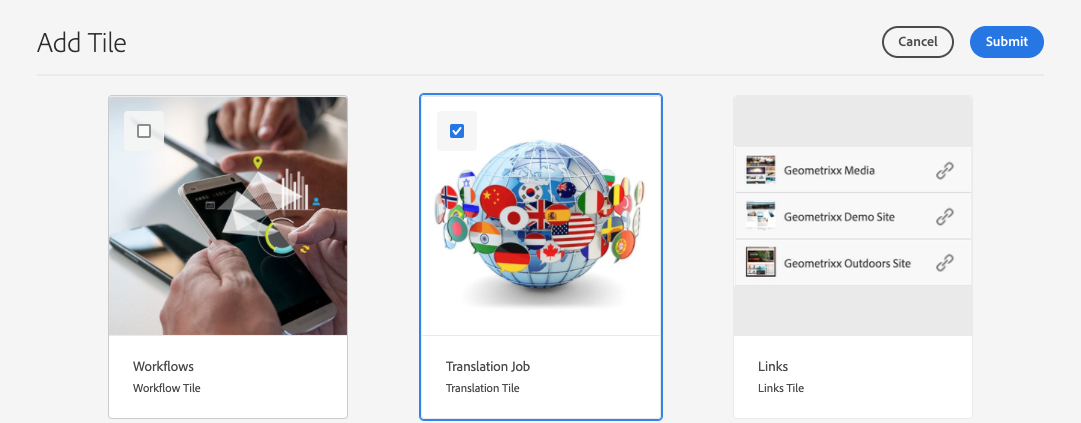 Add Tile
Cancel
Submit
Geometrixx Media
Geometrixx Demo Site
Geometrixx Outdoors Site
Workflows
Workflow Tile
Translation Job
Translation Tile
Links
Links Tile